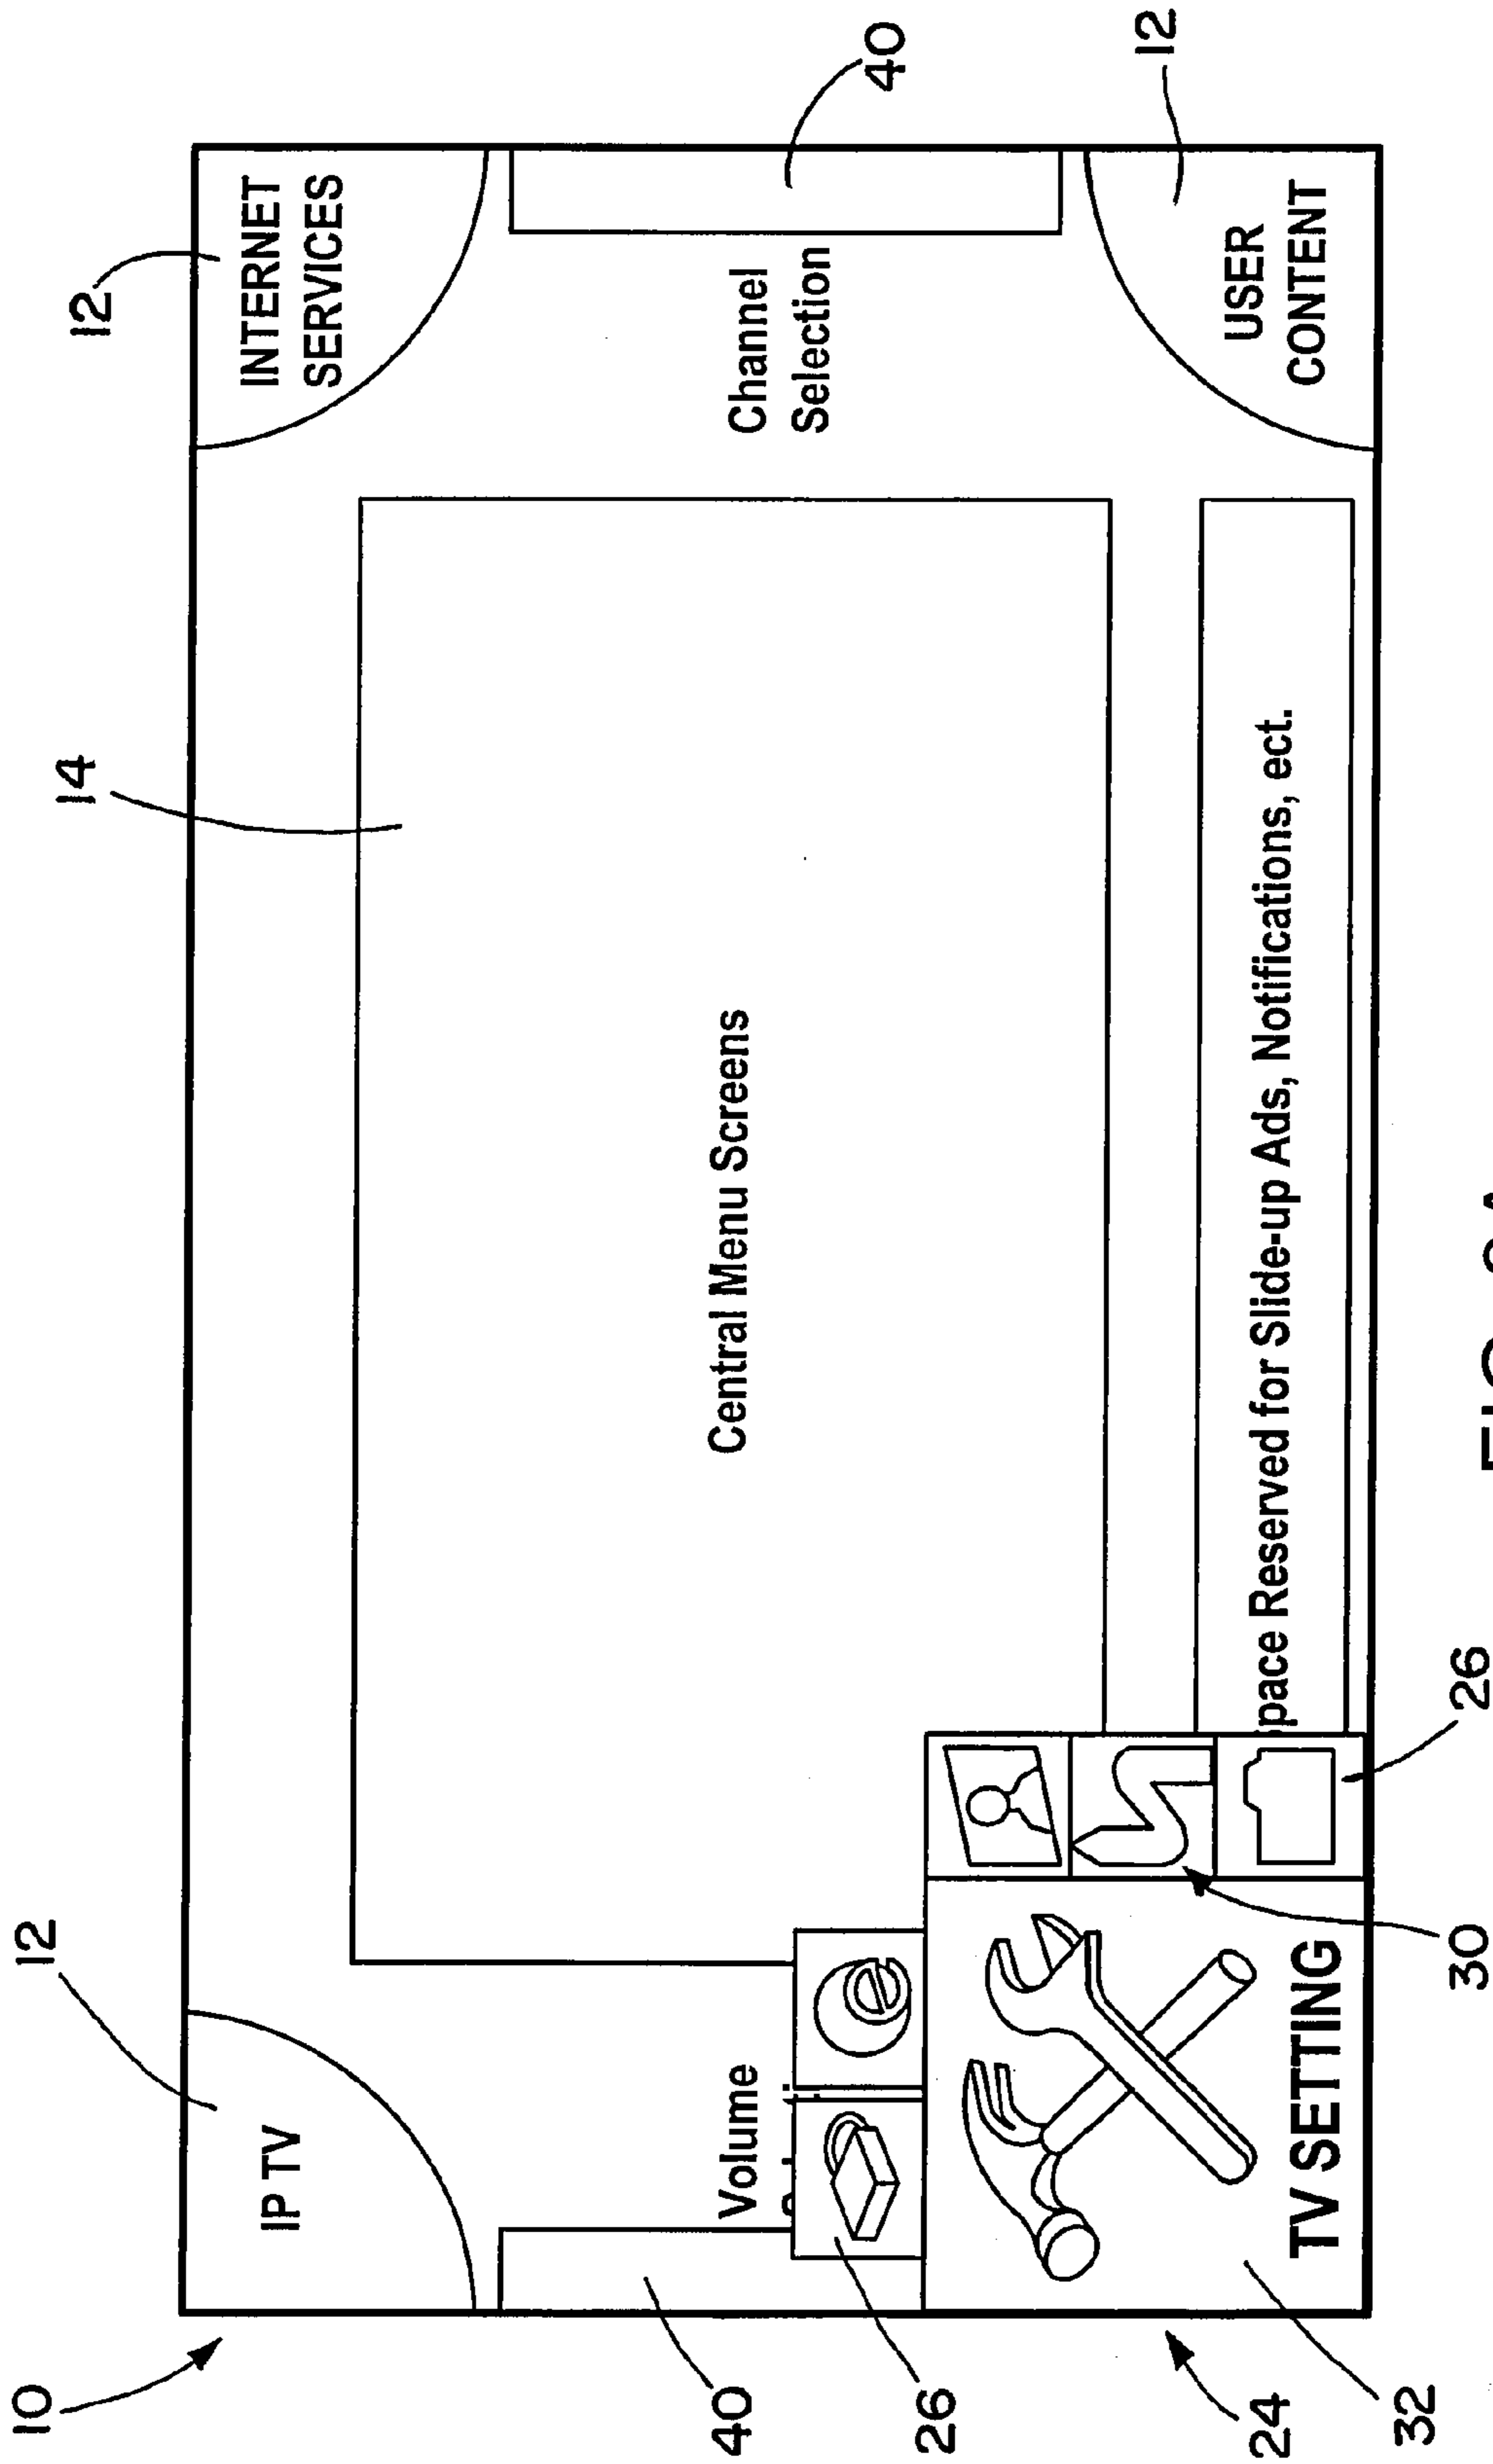 10
12
14
12
IP TV
INTERNET
SERVICES
40
Volume
Central Menu Screens
Channel
Selection
40
26
24
TV SETTING
pace Reserved for Slide-up Ads, Notifications, ect.
USER
CONTENT
12
32
30
26